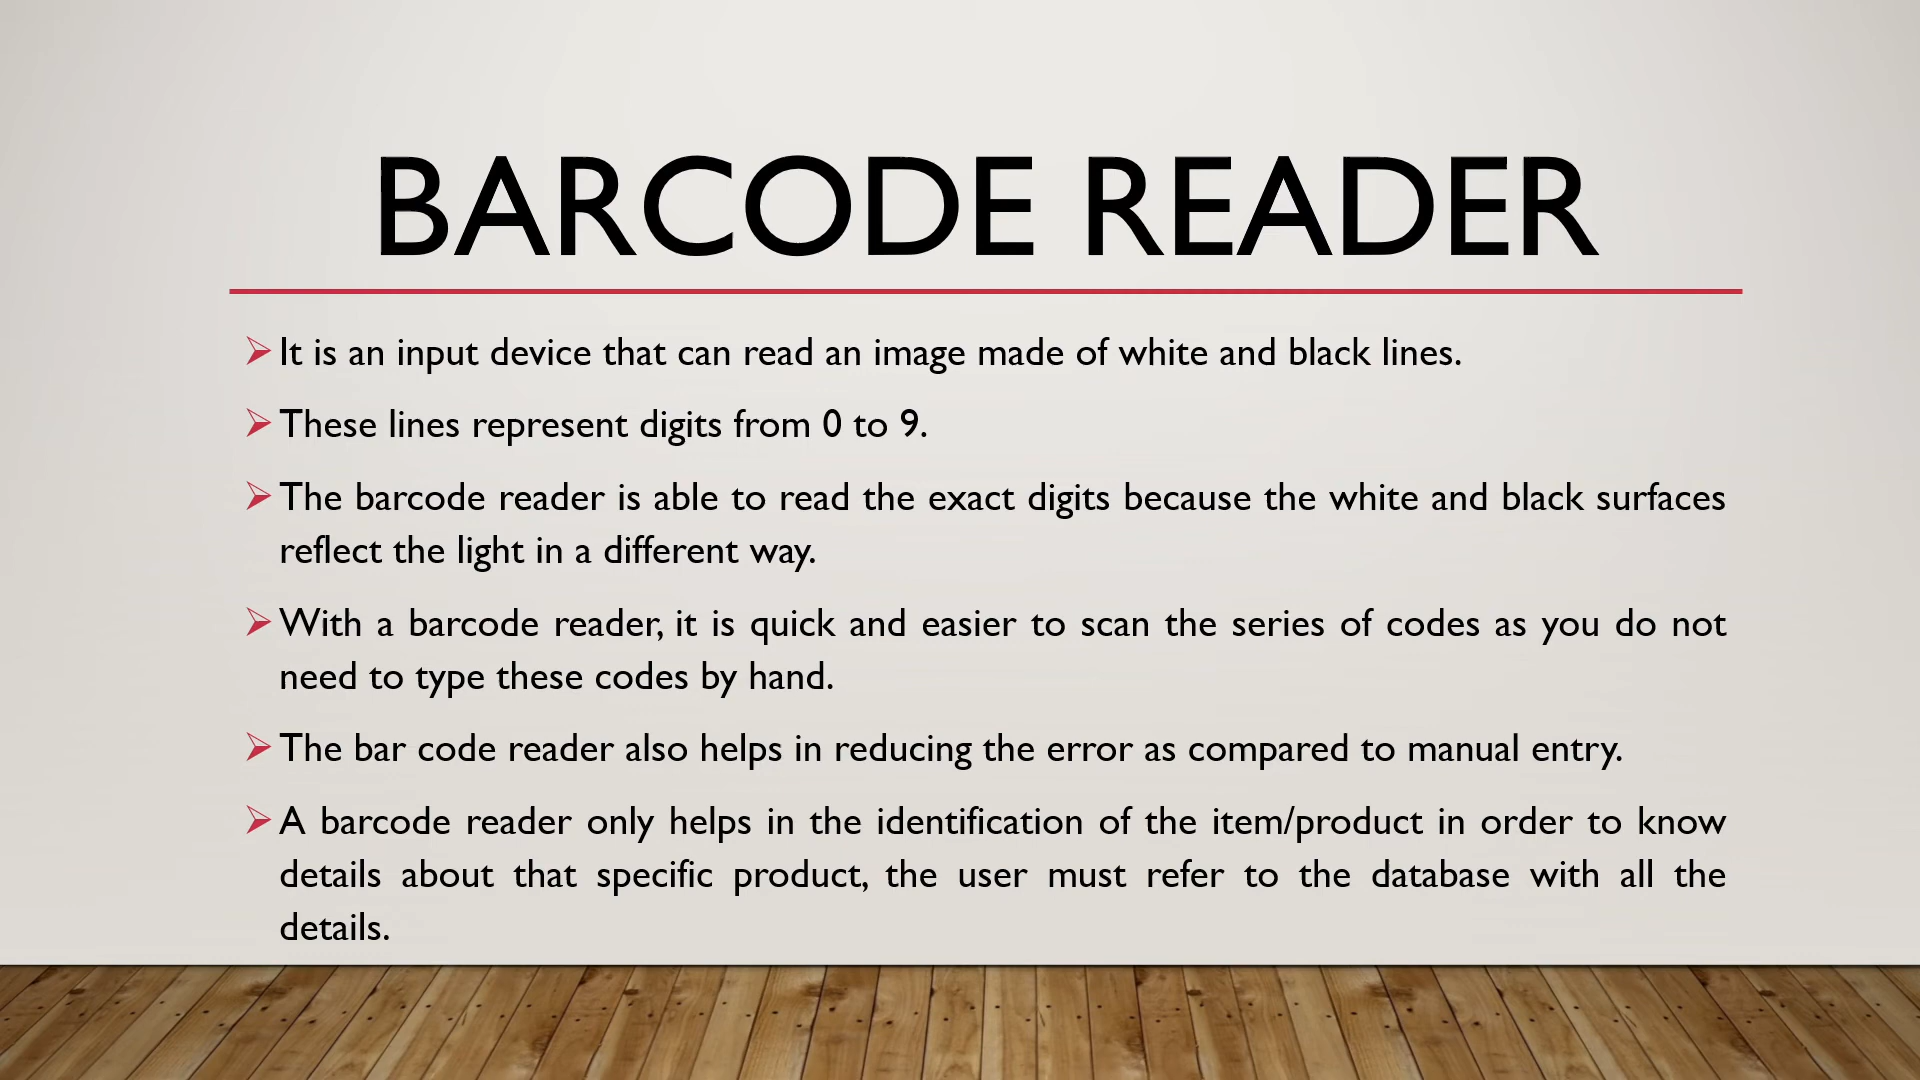 BARCODE READER
It is an input device that can read an image made of white and black lines.
These lines represent digits from 0 to 9.
The barcode reader is able to read the exact digits because the white and black surfaces
reflect the light in a different way.
With a barcode reader, it is quick and easier to scan the series of codes as you do not
need to type these codes by hand.
The bar code reader also helps in reducing the error as compared to manual entry.
A barcode reader only helps in the identification of the item/product in order to know
details about that specific product, the user must refer to the database with all the
details.